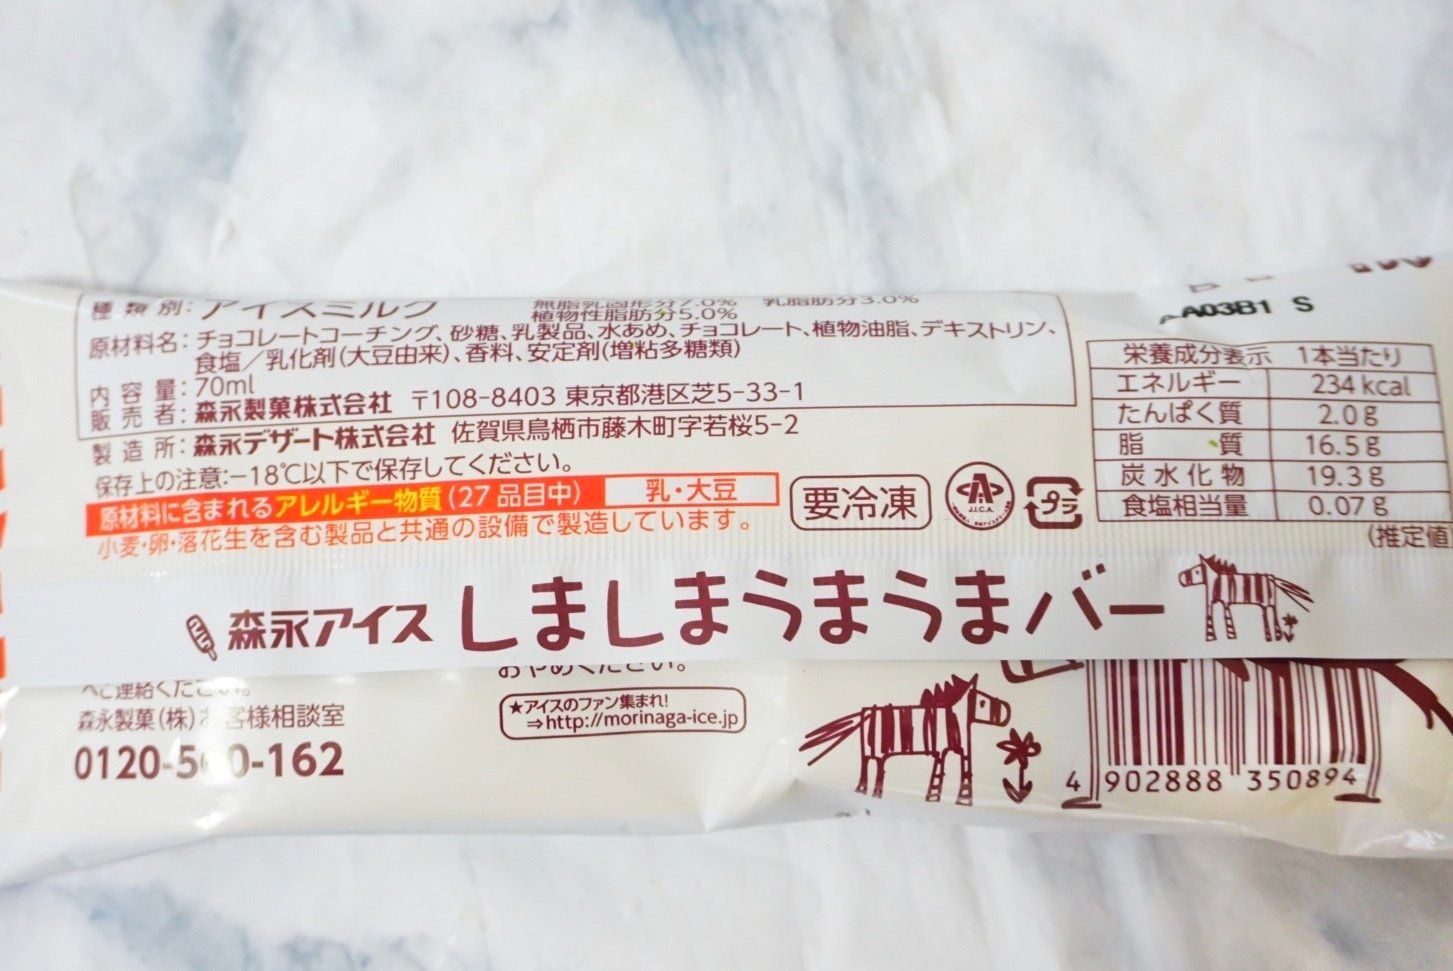 種類別：アイスミルク 無脂乳固形分7.0% 乳脂肪分3.0%
植物性脂肪分5.0%
原材料名：チョコレートコーチング、砂糖、乳製品、水あめ、チョコレート、植物油脂、デキストリン、
食塩／乳化剤(大豆由来)、香料、安定剤(増粘多糖類)
内容量：70ml
販売者：森永製菓株式会社 〒108-8403 東京都港区芝5-33-1
製造所：森永デザート株式会社 佐賀県鳥栖市藤木町字若桜5-2
保存上の注意:-18℃以下で保存してください。
原材料に含まれるアレルギー物質(27品目中) 乳・大豆
小麦・卵・落花生を含む製品と共通の設備で製造しています。
要冷凍
J.I.C.A.
プラ
A03B1 S
栄養成分表示 1本当たり
エネルギー 234kcal
たんぱく質 2.0g
脂質 16.5g
炭水化物 19.3g
食塩相当量 0.07g
(推定値
森永アイス しましまうまうまバー
へご連絡ください。
森永製菓(株)お客様相談室
0120-560-162
おやめください。
★アイスのファン集まれ!
⇒http://morinaga-ice.jp
4 902888 350894